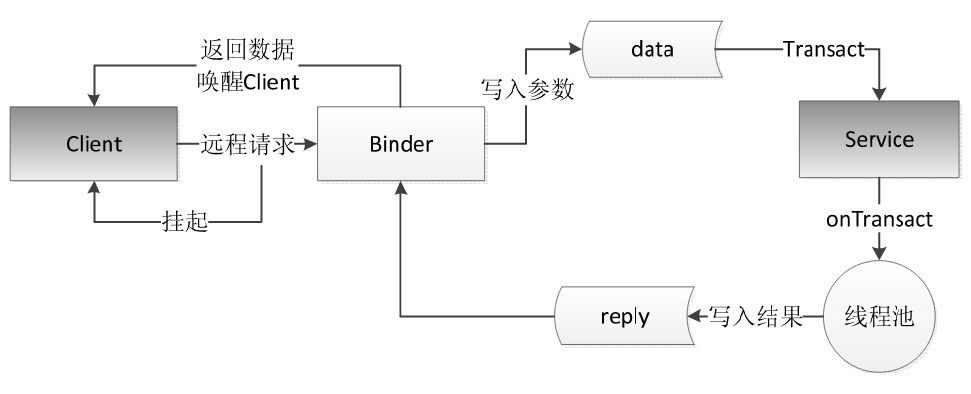 返回数据
唤醒Client
data
Transact
写入参数
Client
远程请求
Binder
Service
挂起
onTransact
reply
写入结果
线程池